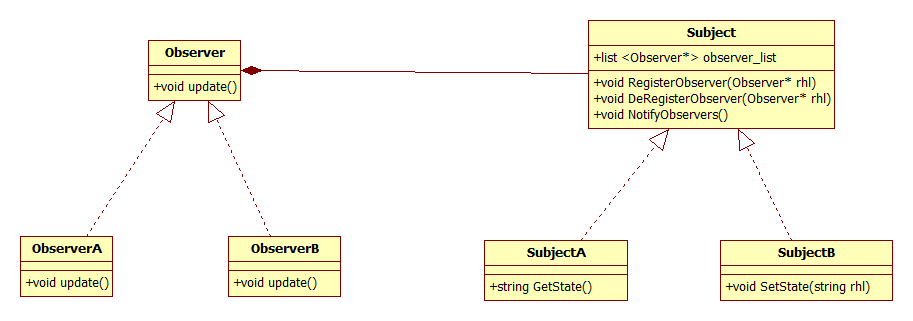 Observer
+void update()
Subject
+list <Observer*> observer_list
+void RegisterObserver(Observer* rhl)
+void DeRegisterObserver(Observer* rhl)
+void NotifyObservers()
ObserverA
+void update()
ObserverB
+void update()
SubjectA
+string GetState()
SubjectB
+void SetState(string rhl)